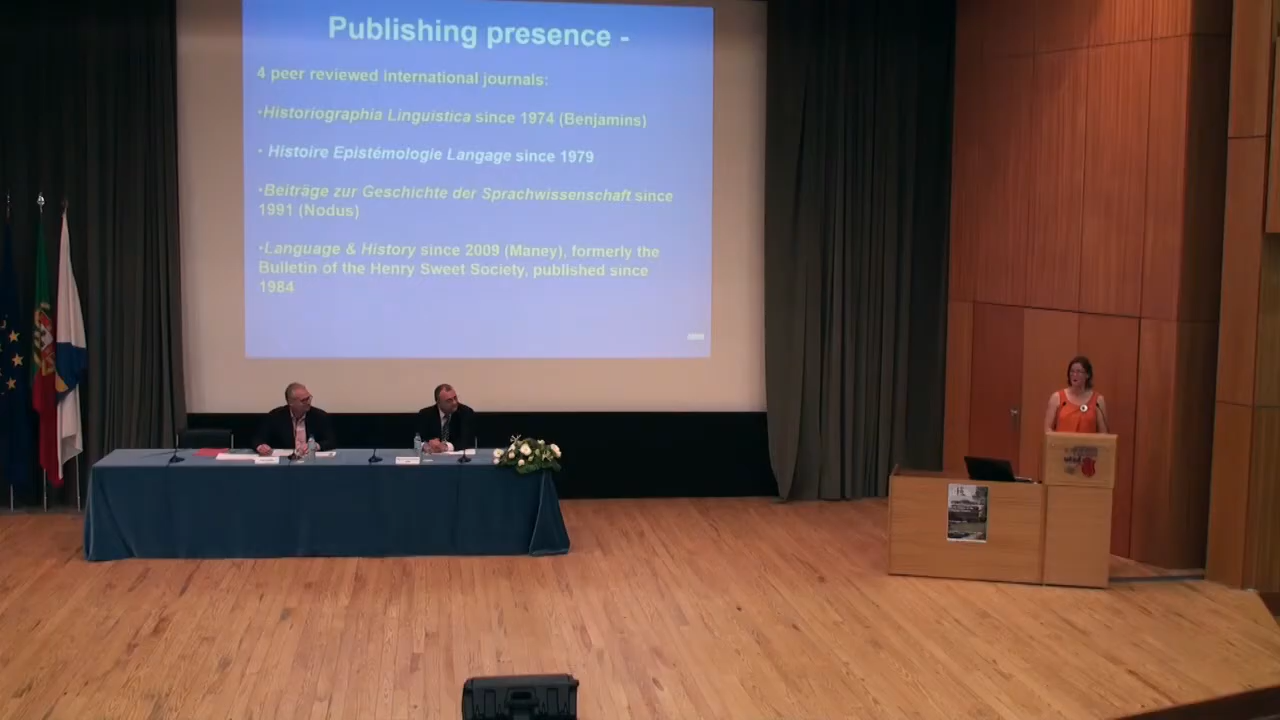 Publishing presence -
4 peer reviewed international journals:
•Historiographia Linguistica since 1974 (Benjamins)
• Histoire Epistémologie Langage since 1979
•Beiträge zur Geschichte der Sprachwissenschaft since
1991 (Nodus)
•Language & History since 2009 (Maney), formerly the
Bulletin of the Henry Sweet Society, published since
1984